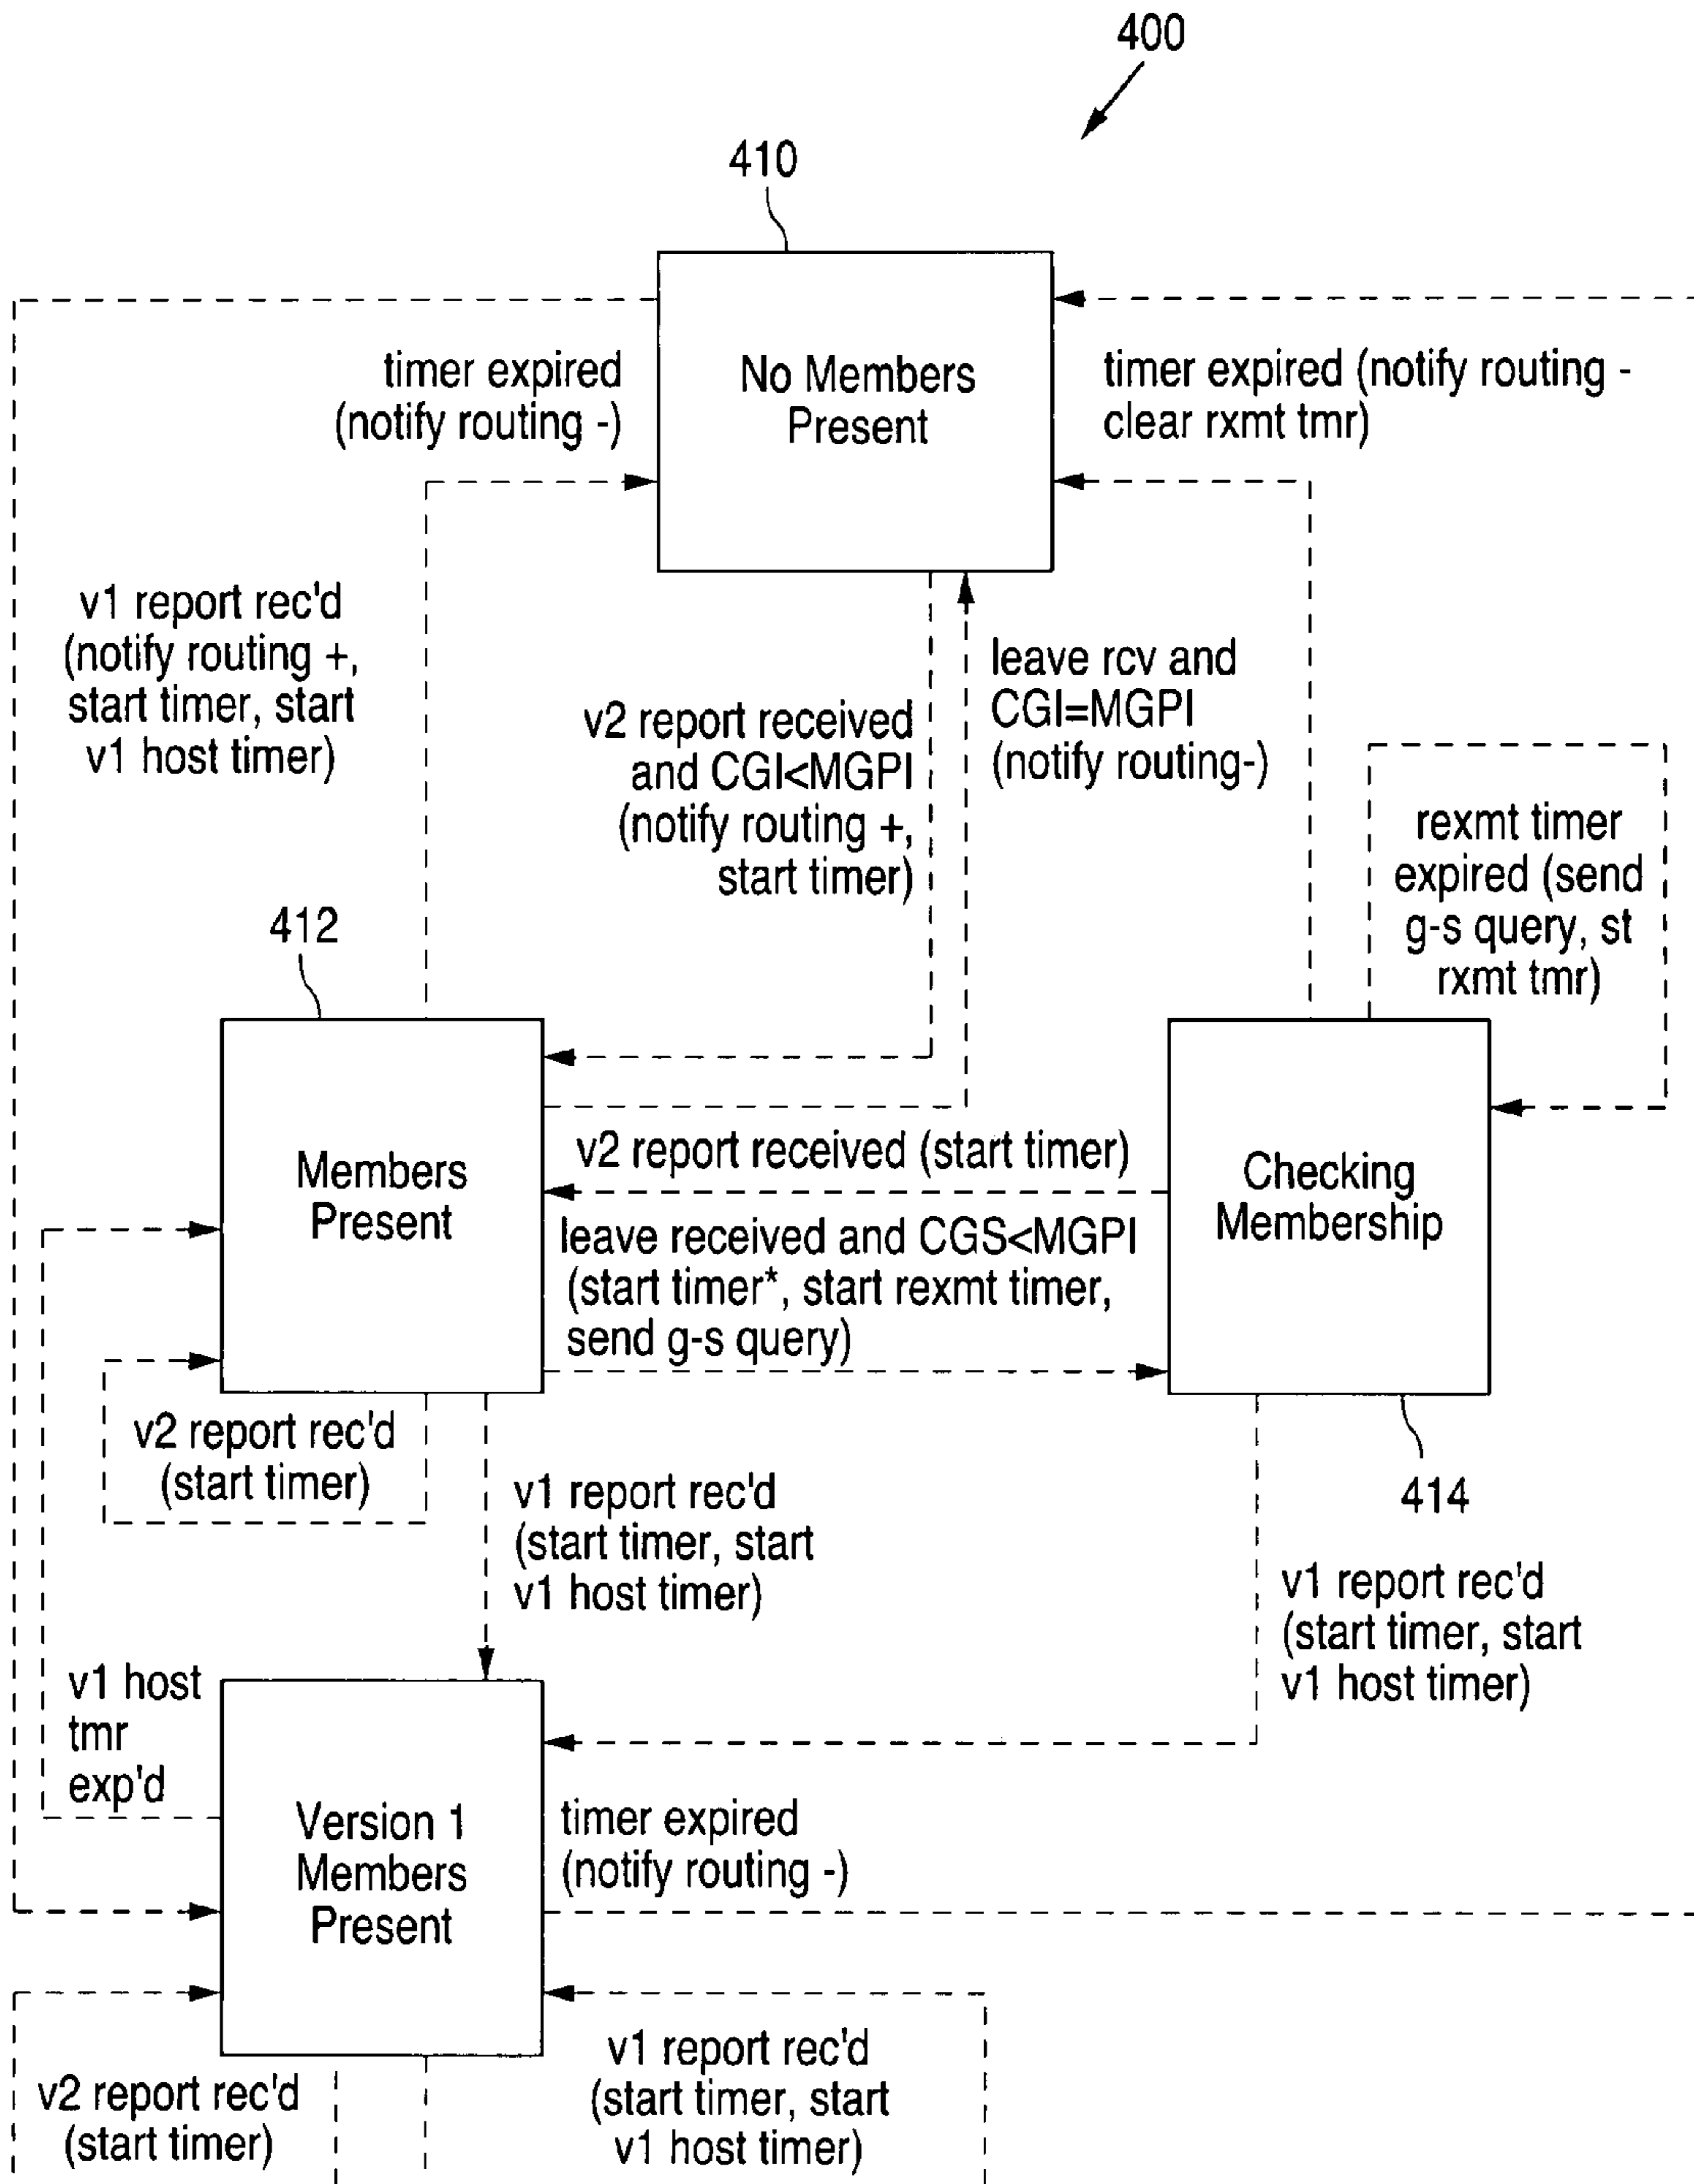 400
410
No Members
Present
timer expired
(notify routing -)
timer expired (notify routing -
clear rxmt tmr)
v1 report rec'd
(notify routing +,
start timer, start
v1 host timer)
v2 report received
and CGI<MGPI
(notify routing +,
start timer)
leave rcv and
CGI=MGPI
(notify routing-)
rexmt timer
expired (send
g-s query, st
rxmt tmr)
412
Members
Present
v2 report received (start timer)
leave received and CGS<MGPI
(start timer*, start rexmt timer,
send g-s query)
Checking
Membership
414
v2 report rec'd
(start timer)
v1 report rec'd
(start timer, start
v1 host timer)
v1 report rec'd
(start timer, start
v1 host timer)
v1 host
tmr
exp'd
Version 1
Members
Present
timer expired
(notify routing -)
v2 report rec'd
(start timer)
v1 report rec'd
(start timer, start
v1 host timer)